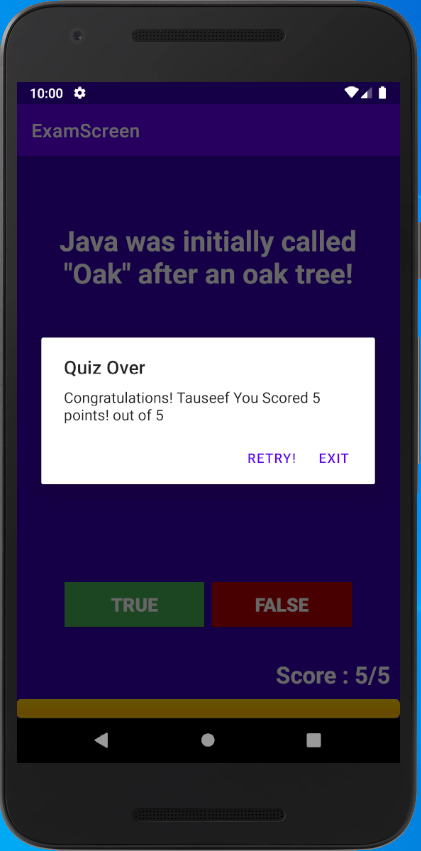 10:00
ExamScreen
Java was initially called
"Oak" after an oak tree!
Quiz Over
Congratulations! Tauseef You Scored 5
points! out of 5
RETRY! EXIT
TRUE FALSE
Score : 5/5